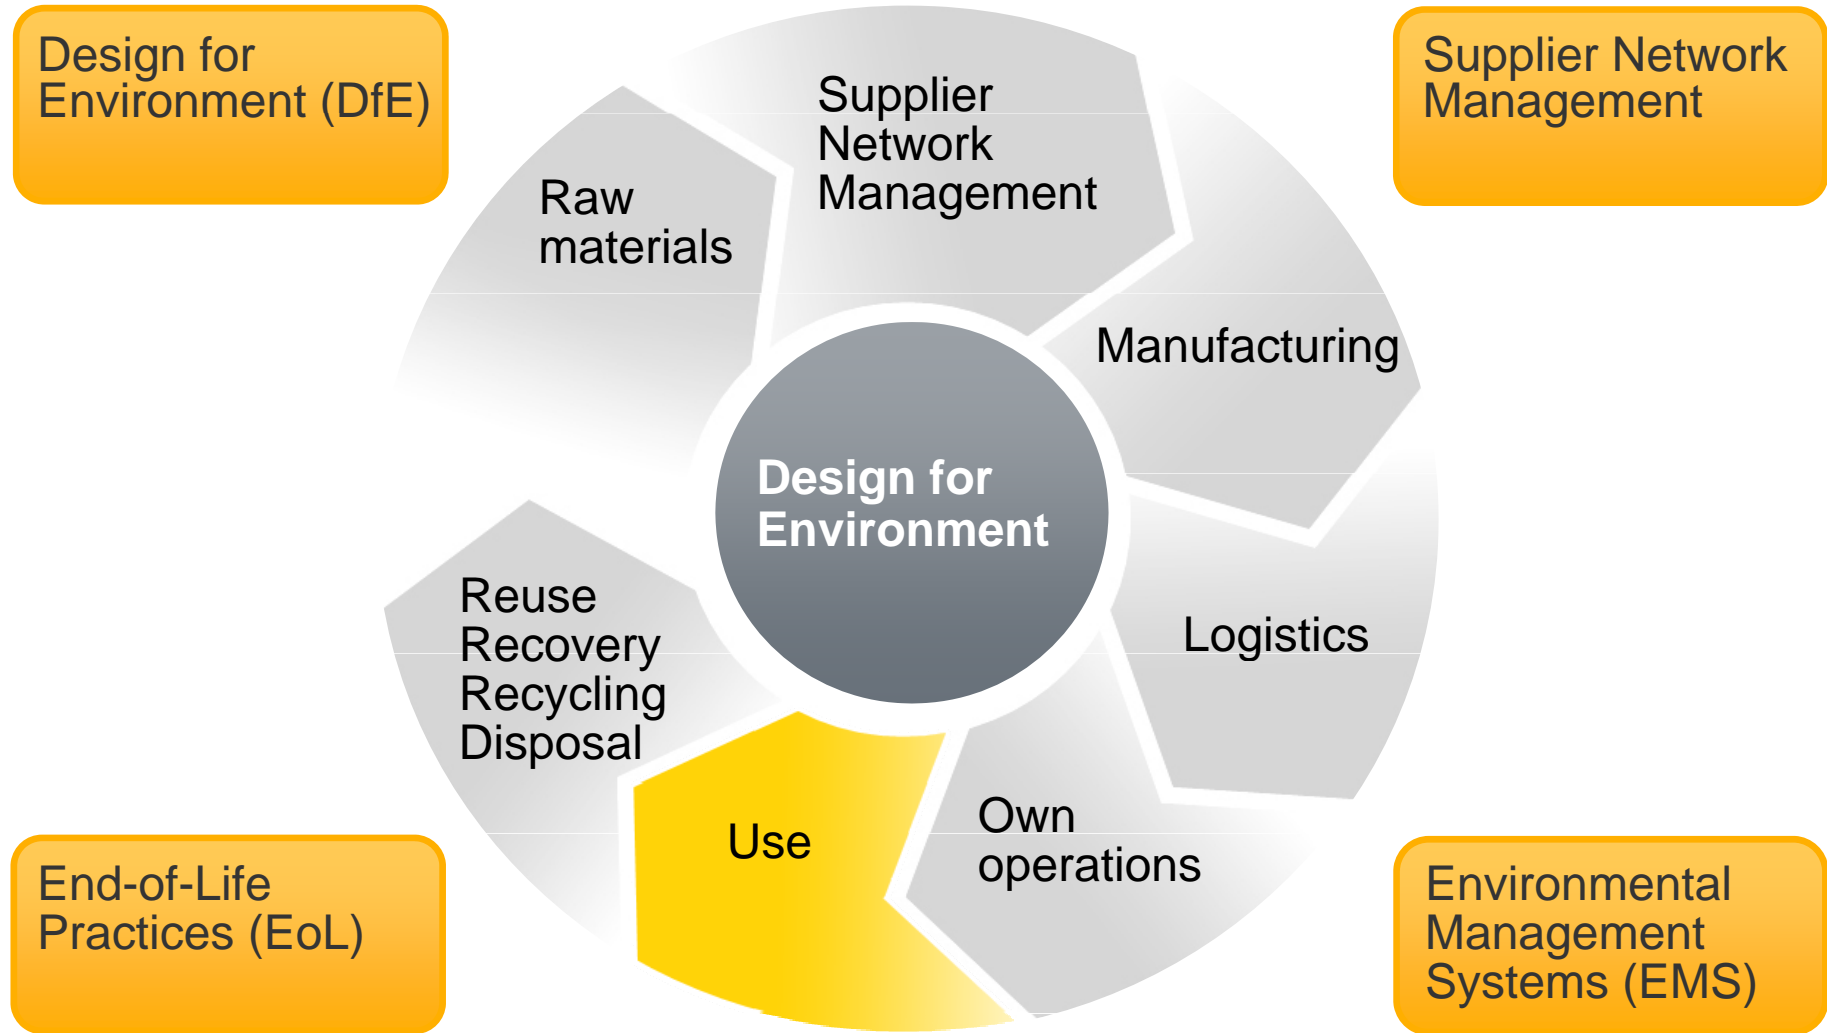 Design for
Environment (DfE)
Supplier Network
Management
Supplier
Network
Management
Raw
materials
Manufacturing
Design for
Environment
Logistics
Reuse
Recovery
Recycling
Disposal
Use
Own
operations
End-of-Life
Practices (EoL)
Environmental
Management
Systems (EMS)